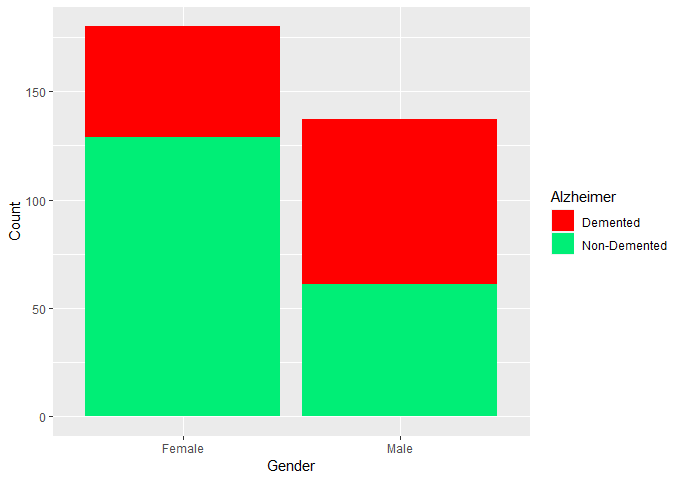 150
100
50
0
Count
Female
Male
Gender
Alzheimer
Demented
Non-Demented